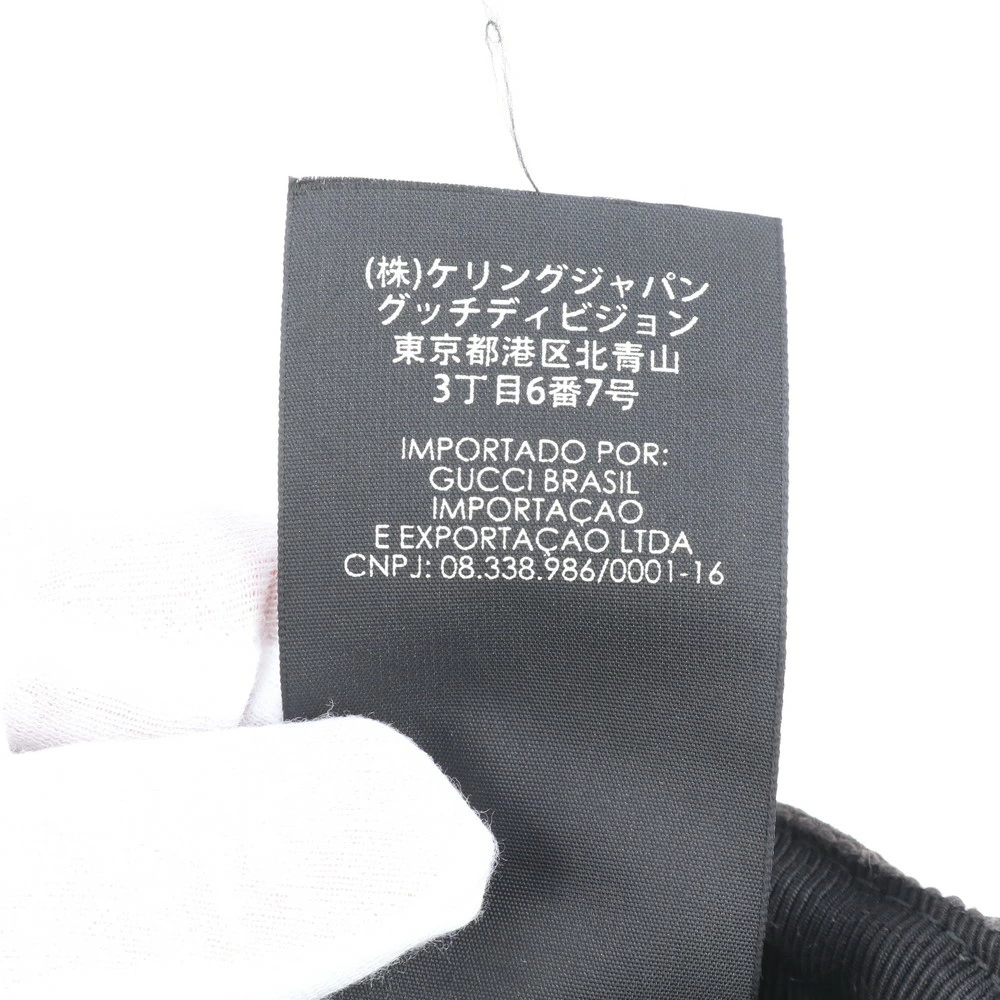 (株)ケリングジャパン
グッチディビジョン
東京都港区北青山
3丁目6番7号
IMPORTADO POR:
GUCCI BRASIL
IMPORTAÇAO
E EXPORTAÇAO LTDA
CNPJ: 08.338.986/0001-16